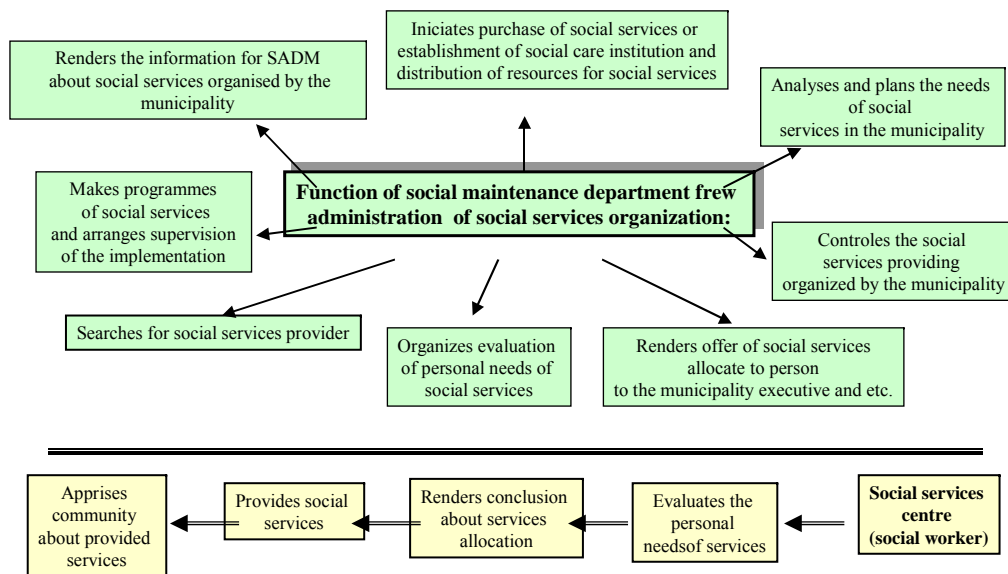 Renders the information for SADM
about social services organised by the
municipality
Iniciates purchase of social services or
establishment of social care institution and
distribution of resources for social services
Analyses and plans the needs
of social
services in the municipality
Makes programmes
of social services
and arranges supervision
of the implementation
Function of social maintenance department frew
administration of social services organization:
Controles the social
services providing
organized by the municipality
Searches for social services provider
Organizes evaluation
of personal needs of
social services
Renders offer of social services
allocate to person
to the municipality executive and etc.
Apprises
community
about provided
services
Provides social
services
Renders conclusion
about services
allocation
Evaluates the
personal
needsof services
Social services
centre
(social worker)